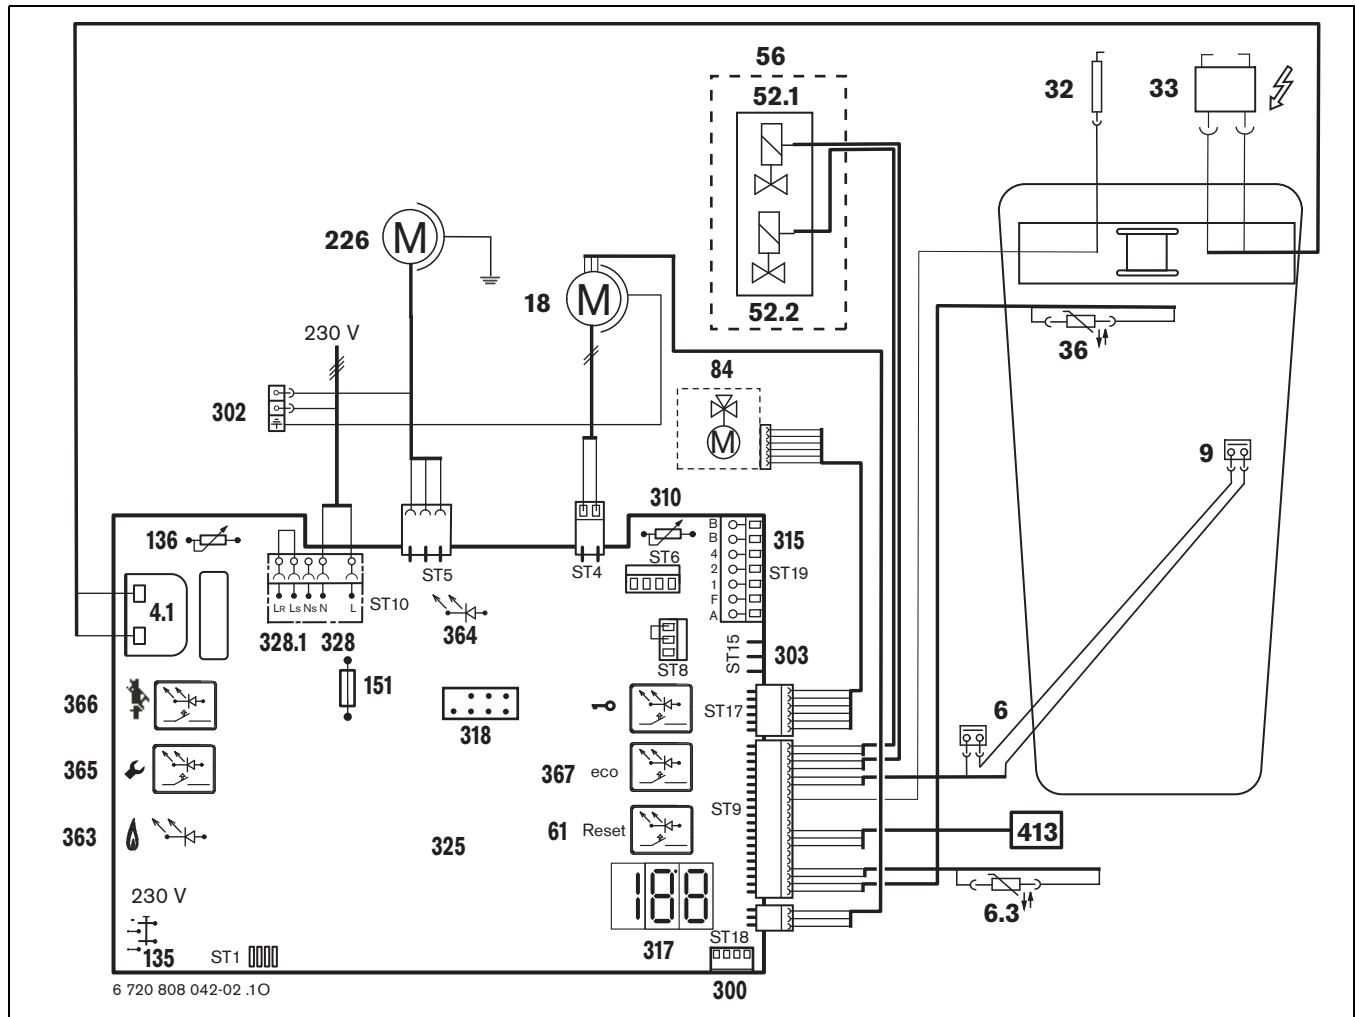 56
52.1
32
33
226
M
18
M
52.2
230 V
36
84
302
M
9
310
136
B
B
4
2
1
F
A
315
ST6
ST5
ST4
ST19
4.1
LR LS NS N L
ST10
364
328.1
328
ST15
303
ST8
151
366
ST17
6
318
365
367 eco
ST9
363
325
61 Reset
413
188
6.3
230 V
ST18
317
135
ST1
300
6 720 808 042-02 .1O